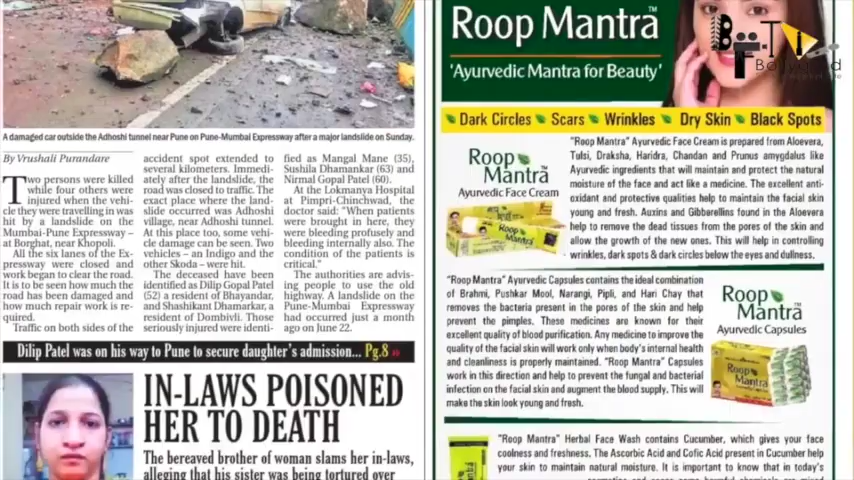 A damaged car outside the Adhoshi tunnel near Pune on Pune-Mumbai Expressway after a major landslide on Sunday.
By Vrushali Purandare
Two persons were killed
while four others were
injured when the vehi-
cle they were travelling in was
hit by a landslide on the
Mumbai-Pune Expressway –
at Borghat, near Khopoli.
All the six lanes of the Ex-
pressway were closed and
work began to clear the road.
It is to be seen how much the
road has been damaged and
how much repair work is re-
quired.
Traffic on both sides of the
accident spot extended to
several kilometers. Immedi-
ately after the landslide, the
road was closed to traffic. The
exact place where the land-
slide occurred was Adhoshi
village, near Adhoshi tunnel.
At this place too, some vehi-
cle damage can be seen. Two
vehicles – an Indigo and the
other Skoda – were hit.
The deceased have been
identified as Dilip Gopal Patel
(52) a resident of Bhayandar,
and Shashikant Dhamarkar, a
resident of Dombivli. Those
seriously injured were identi-
fied as Mangal Mane (35),
Sushila Dhamankar (63) and
Nirmal Gopal Patel (60).
At the Lokmanya Hospital
at Pimpri-Chinchwad, the
doctor said: “When patients
were brought in here, they
were bleeding profusely and
bleeding internally also. The
condition of the patients is
critical.”
The authorities are advis-
ing people to use the old
highway. A landslide on the
Pune-Mumbai Expressway
had occurred just a month
ago on June 22.
Dilip Patel was on his way to Pune to secure daughter's admission... Pg.8 »
IN-LAWS POISONED
HER TO DEATH
The bereaved brother of woman slams her in-laws,
alleging that his sister was being tortured over
Roop Mantra™
'Ayurvedic Mantra for Beauty'
Dark Circles Scars Wrinkles Dry Skin Black Spots
Roop
Mantra™
Ayurvedic Face Cream
Roop
Mantra
"Roop Mantra" Ayurvedic Face Cream is prepared from Aloevera,
Tulsi, Draksha, Haridra, Chandan and Prunus amygdalus like
Ayurvedic ingredients that will maintain and protect the natural
moisture of the face and act like a medicine. The excellent anti-
oxidant and protective qualities help to maintain the facial skin
young and fresh. Auxins and Gibberellins found in the Aloevera
help to remove the dead tissues from the pores of the skin and
allow the growth of the new ones. This will help in controlling
wrinkles, dark spots & dark circles below the eyes and dullness.
"Roop Mantra" Ayurvedic Capsules contains the ideal combination
of Brahmi, Pushkar Mool, Narangi, Pipli, and Hari Chay that
removes the bacteria present in the pores of the skin and help
prevent the pimples. These medicines are known for their
excellent quality of blood purification. Any medicine to improve the
quality of the facial skin will work only when body's internal health
and cleanliness is properly maintained. "Roop Mantra" Capsules
work in this direction and help to prevent the fungal and bacterial
infection on the facial skin and augment the blood supply. This will
make the skin look young and fresh.
Roop
Mantra™
Ayurvedic Capsules
Roop
Mantra
"Roop Mantra" Herbal Face Wash contains Cucumber, which gives your face
coolness and freshness. The Ascorbic Acid and Cofic Acid present in Cucumber help
your skin to maintain natural moisture. It is important to know that in today's